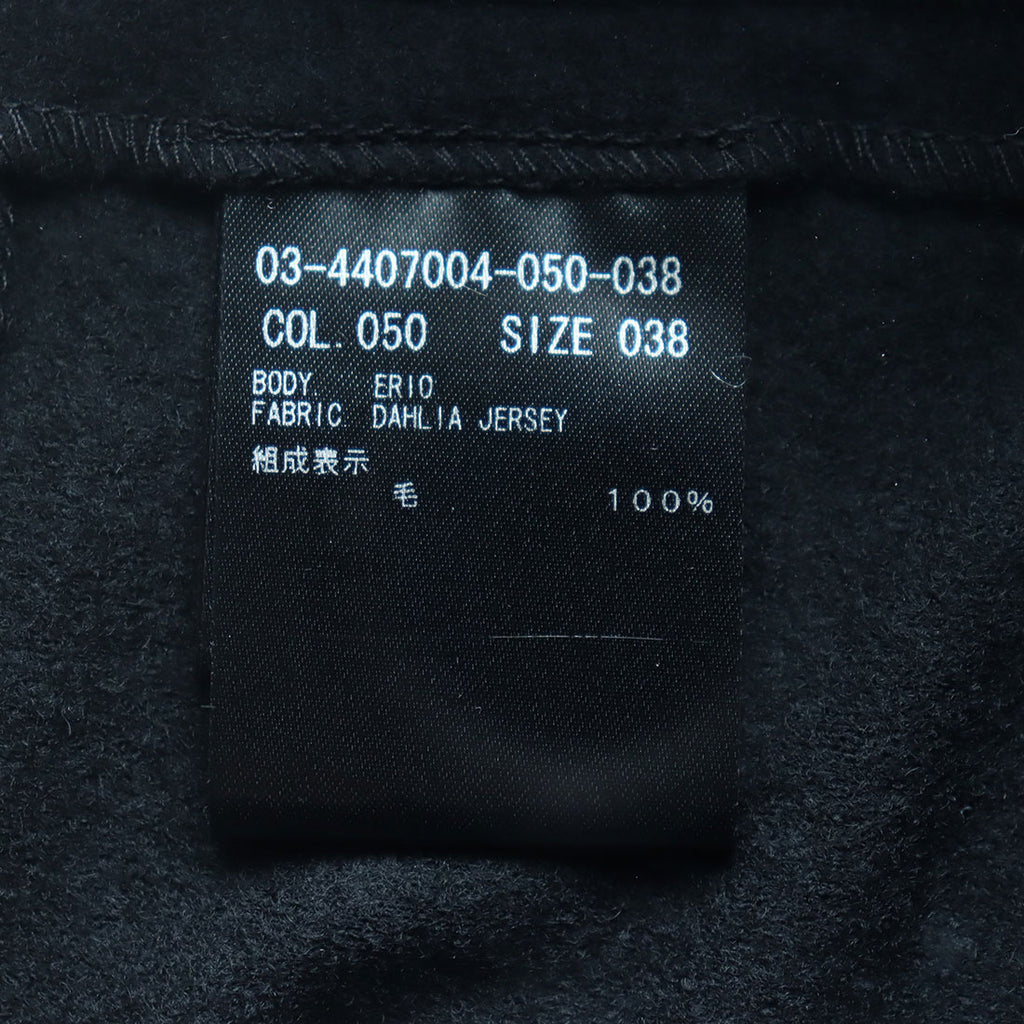 03-4407004-050-038
COL. 050 SIZE 038
BODY ERIO
FABRIC DAHLIA JERSEY
組成表示
毛 100%